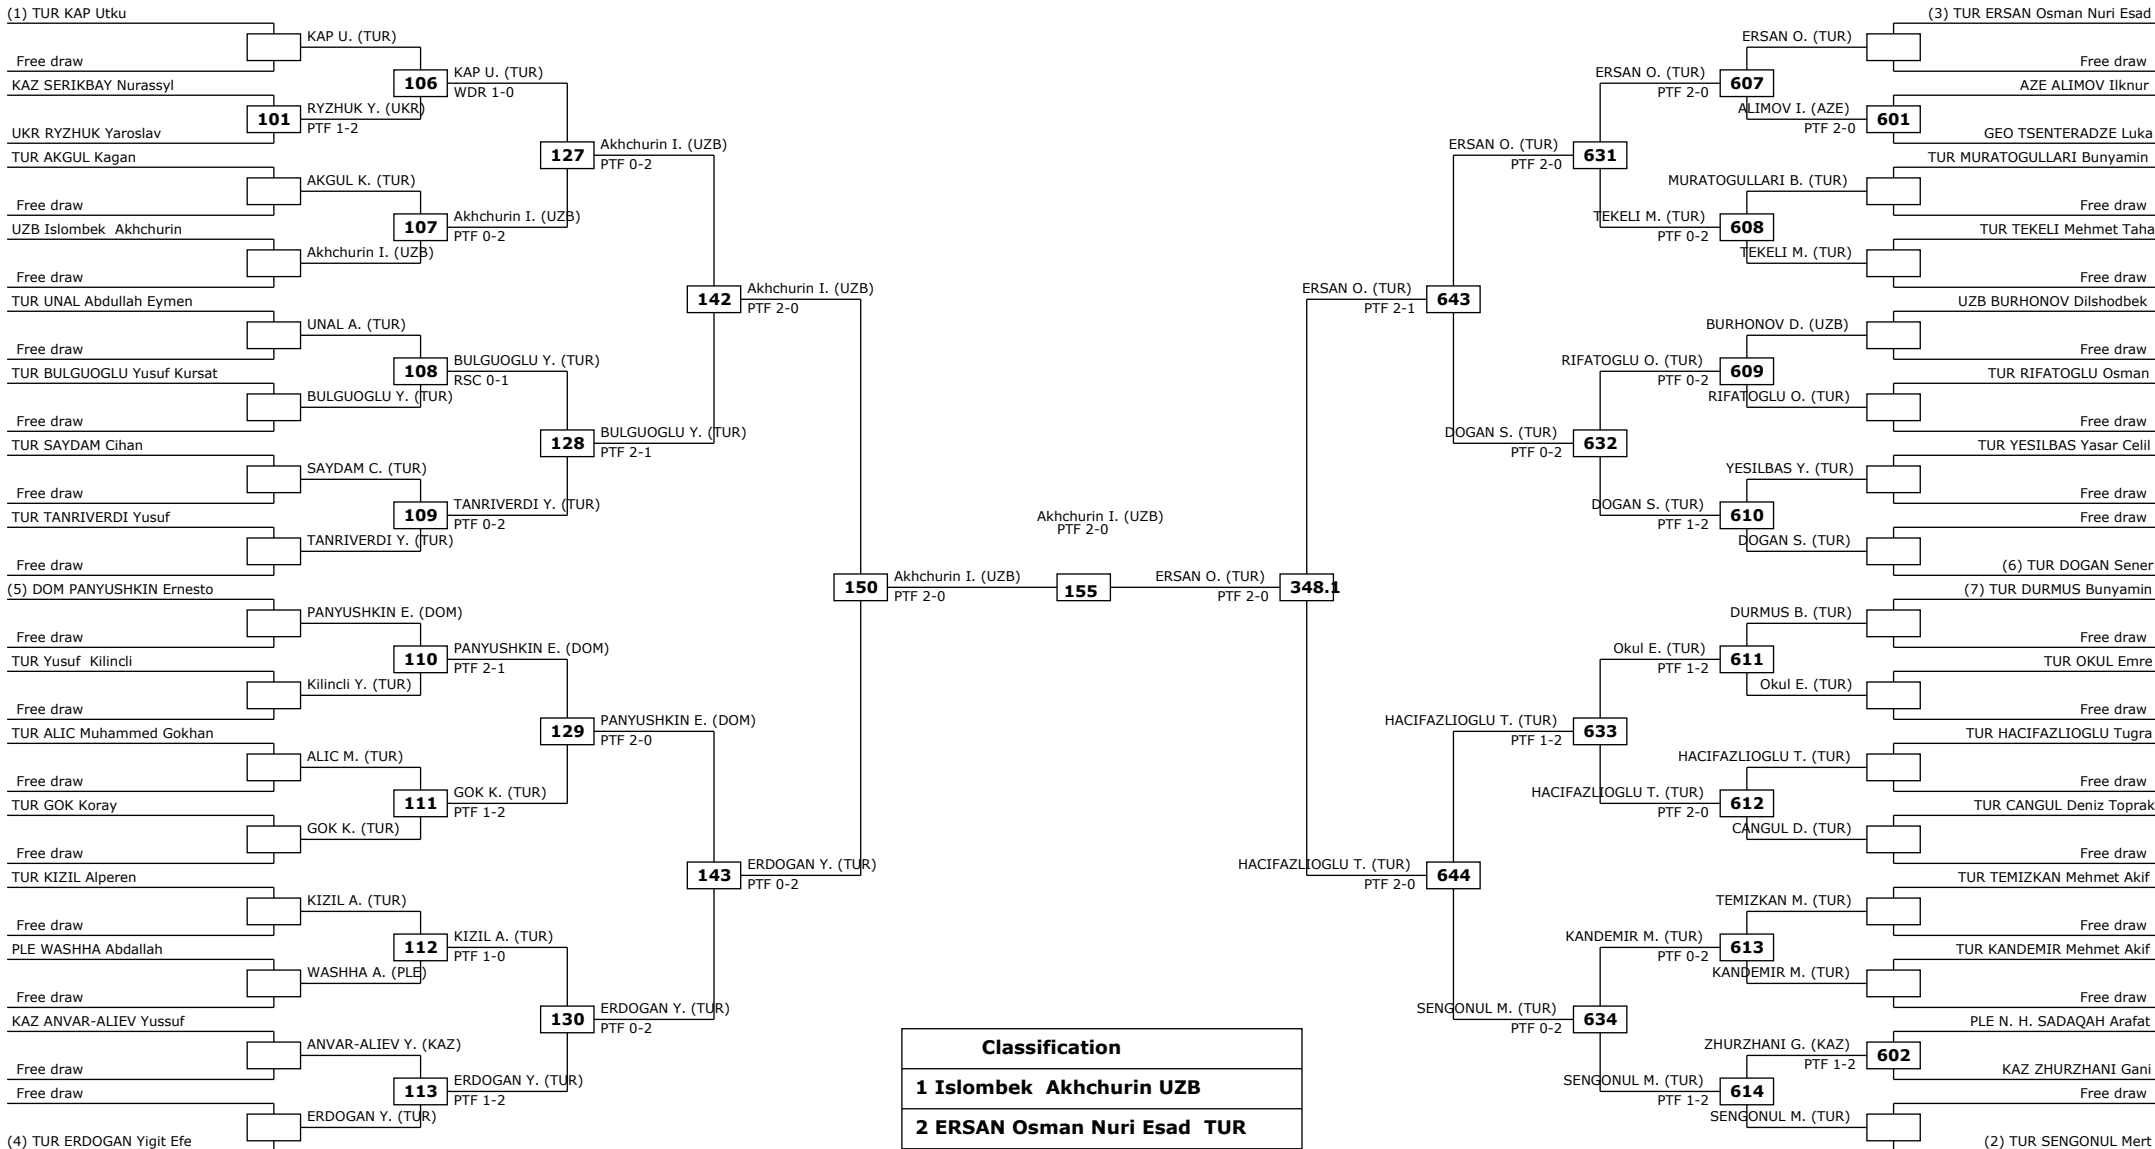 (1) TUR KAP Utku
Free draw
KAZ SERIKBAY Nurassyl
UKR RYZHUK Yaroslav
TUR AKGUL Kagan
Free draw
UZB Islombek  Akhchurin
Free draw
TUR UNAL Abdullah Eymen
Free draw
TUR BULGUOGLU Yusuf Kursat
Free draw
TUR SAYDAM Cihan
Free draw
TUR TANRIVERDI Yusuf
Free draw
(5) DOM PANYUSHKIN Ernesto
Free draw
TUR Yusuf  Kilincli
Free draw
TUR ALIC Muhammed Gokhan
Free draw
TUR GOK Koray
Free draw
TUR KIZIL Alperen
Free draw
PLE WASHHA Abdallah
Free draw
KAZ ANVAR-ALIEV Yussuf
Free draw
Free draw
(4) TUR ERDOGAN Yigit Efe
KAP U. (TUR)
101
RYZHUK Y. (UKR)
PTF 1-2
AKGUL K. (TUR)
Akhchurin I. (UZB)
UNAL A. (TUR)
BULGUOGLU Y. (TUR)
SAYDAM C. (TUR)
TANRIVERDI Y. (TUR)
PANYUSHKIN E. (DOM)
Kilincli Y. (TUR)
ALIC M. (TUR)
GOK K. (TUR)
KIZIL A. (TUR)
WASHHA A. (PLE)
ANVAR-ALIEV Y. (KAZ)
ERDOGAN Y. (TUR)
106
KAP U. (TUR)
WDR 1-0
107
Akhchurin I. (UZB)
PTF 0-2
108
BULGUOGLU Y. (TUR)
RSC 0-1
109
TANRIVERDI Y. (TUR)
PTF 0-2
110
PANYUSHKIN E. (DOM)
PTF 2-1
111
GOK K. (TUR)
PTF 1-2
112
KIZIL A. (TUR)
PTF 1-0
113
ERDOGAN Y. (TUR)
PTF 1-2
127
Akhchurin I. (UZB)
PTF 0-2
128
BULGUOGLU Y. (TUR)
PTF 2-1
129
PANYUSHKIN E. (DOM)
PTF 2-0
130
ERDOGAN Y. (TUR)
PTF 0-2
142
Akhchurin I. (UZB)
PTF 2-0
143
ERDOGAN Y. (TUR)
PTF 0-2
150
Akhchurin I. (UZB)
PTF 2-0
Akhchurin I. (UZB)
PTF 2-0
155
ERSAN O. (TUR)
PTF 2-0
348.1
ERSAN O. (TUR)
PTF 2-1
643
HACIFAZLIOGLU T. (TUR)
PTF 2-0
644
ERSAN O. (TUR)
PTF 2-0
631
DOGAN S. (TUR)
PTF 0-2
632
HACIFAZLIOGLU T. (TUR)
PTF 1-2
633
SENGONUL M. (TUR)
PTF 0-2
634
ERSAN O. (TUR)
PTF 2-0
607
TEKELI M. (TUR)
PTF 0-2
608
RIFATOGLU O. (TUR)
PTF 0-2
609
DOGAN S. (TUR)
PTF 1-2
610
Okul E. (TUR)
PTF 1-2
611
HACIFAZLIOGLU T. (TUR)
PTF 2-0
612
KANDEMIR M. (TUR)
PTF 0-2
613
SENGONUL M. (TUR)
PTF 1-2
614
ERSAN O. (TUR)
ALIMOV I. (AZE)
PTF 2-0
601
MURATOGULLARI B. (TUR)
TEKELI M. (TUR)
BURHONOV D. (UZB)
RIFATOGLU O. (TUR)
YESILBAS Y. (TUR)
DOGAN S. (TUR)
DURMUS B. (TUR)
Okul E. (TUR)
HACIFAZLIOGLU T. (TUR)
CANGUL D. (TUR)
TEMIZKAN M. (TUR)
KANDEMIR M. (TUR)
ZHURZHANI G. (KAZ)
PTF 1-2
602
SENGONUL M. (TUR)
(3) TUR ERSAN Osman Nuri Esad
Free draw
AZE ALIMOV Ilknur
GEO TSENTERADZE Luka
TUR MURATOGULLARI Bunyamin
Free draw
TUR TEKELI Mehmet Taha
Free draw
UZB BURHONOV Dilshodbek
Free draw
TUR RIFATOGLU Osman
Free draw
TUR YESILBAS Yasar Celil
Free draw
Free draw
(6) TUR DOGAN Sener
(7) TUR DURMUS Bunyamin
Free draw
TUR OKUL Emre
Free draw
TUR HACIFAZLIOGLU Tugra
Free draw
TUR CANGUL Deniz Toprak
Free draw
TUR TEMIZKAN Mehmet Akif
Free draw
TUR KANDEMIR Mehmet Akif
Free draw
PLE N. H. SADAQAH Arafat
KAZ ZHURZHANI Gani
Free draw
(2) TUR SENGONUL Mert
Classification
1 Islombek  Akhchurin UZB
2 ERSAN Osman Nuri Esad  TUR